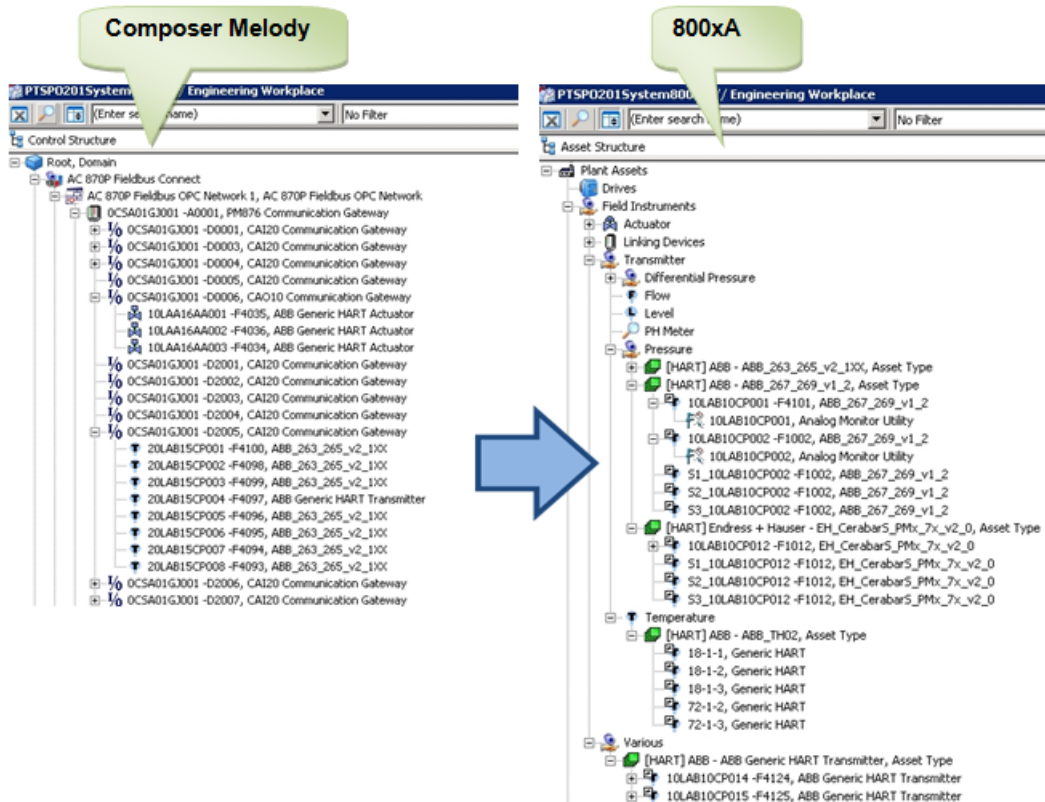 Composer Melody
PTSPO201System // Engineering Workplace
(Enter se name)
No Filter
Control Structure
Root, Domain
AC 870P Fieldbus Connect
AC 870P Fieldbus OPC Network 1, AC 870P Fieldbus OPC Network
0CSA01GJ001 -A0001, PM876 Communication Gateway
0CSA01GJ001 -D0001, CAI20 Communication Gateway
0CSA01GJ001 -D0003, CAI20 Communication Gateway
0CSA01GJ001 -D0004, CAI20 Communication Gateway
0CSA01GJ001 -D0005, CAI20 Communication Gateway
0CSA01GJ001 -D0006, CAO10 Communication Gateway
10LAA16AA001 -F4035, ABB Generic HART Actuator
10LAA16AA002 -F4036, ABB Generic HART Actuator
10LAA16AA003 -F4034, ABB Generic HART Actuator
0CSA01GJ001 -D2001, CAI20 Communication Gateway
0CSA01GJ001 -D2002, CAI20 Communication Gateway
0CSA01GJ001 -D2003, CAI20 Communication Gateway
0CSA01GJ001 -D2004, CAI20 Communication Gateway
0CSA01GJ001 -D2005, CAI20 Communication Gateway
20LAB15CP001 -F4100, ABB_263_265_v2_1XX
20LAB15CP002 -F4098, ABB_263_265_v2_1XX
20LAB15CP003 -F4099, ABB_263_265_v2_1XX
20LAB15CP004 -F4097, ABB Generic HART Transmitter
20LAB15CP005 -F4096, ABB_263_265_v2_1XX
20LAB15CP006 -F4095, ABB_263_265_v2_1XX
20LAB15CP007 -F4094, ABB_263_265_v2_1XX
20LAB15CP008 -F4093, ABB_263_265_v2_1XX
0CSA01GJ001 -D2006, CAI20 Communication Gateway
0CSA01GJ001 -D2007, CAI20 Communication Gateway
800xA
PTSPO201System800 // Engineering Workplace
(Enter search me)
No Filter
Asset Structure
Plant Assets
Drives
Field Instruments
Actuator
Linking Devices
Transmitter
Differential Pressure
Flow
Level
PH Meter
Pressure
[HART] ABB - ABB_263_265_v2_1XX, Asset Type
[HART] ABB - ABB_267_269_v1_2, Asset Type
10LAB10CP001 -F4101, ABB_267_269_v1_2
10LAB10CP001, Analog Monitor Utility
10LAB10CP002 -F1002, ABB_267_269_v1_2
10LAB10CP002, Analog Monitor Utility
S1_10LAB10CP002 -F1002, ABB_267_269_v1_2
S2_10LAB10CP002 -F1002, ABB_267_269_v1_2
S3_10LAB10CP002 -F1002, ABB_267_269_v1_2
[HART] Endress + Hauser - EH_CerabarS_PMx_7x_v2_0, Asset Type
10LAB10CP012 -F1012, EH_CerabarS_PMx_7x_v2_0
S1_10LAB10CP012 -F1012, EH_CerabarS_PMx_7x_v2_0
S2_10LAB10CP012 -F1012, EH_CerabarS_PMx_7x_v2_0
S3_10LAB10CP012 -F1012, EH_CerabarS_PMx_7x_v2_0
Temperature
[HART] ABB - ABB_TH02, Asset Type
18-1-1, Generic HART
18-1-2, Generic HART
18-1-3, Generic HART
72-1-2, Generic HART
72-1-3, Generic HART
Various
[HART] ABB - ABB Generic HART Transmitter, Asset Type
10LAB10CP014 -F4124, ABB Generic HART Transmitter
10LAB10CP015 -F4125, ABB Generic HART Transmitter